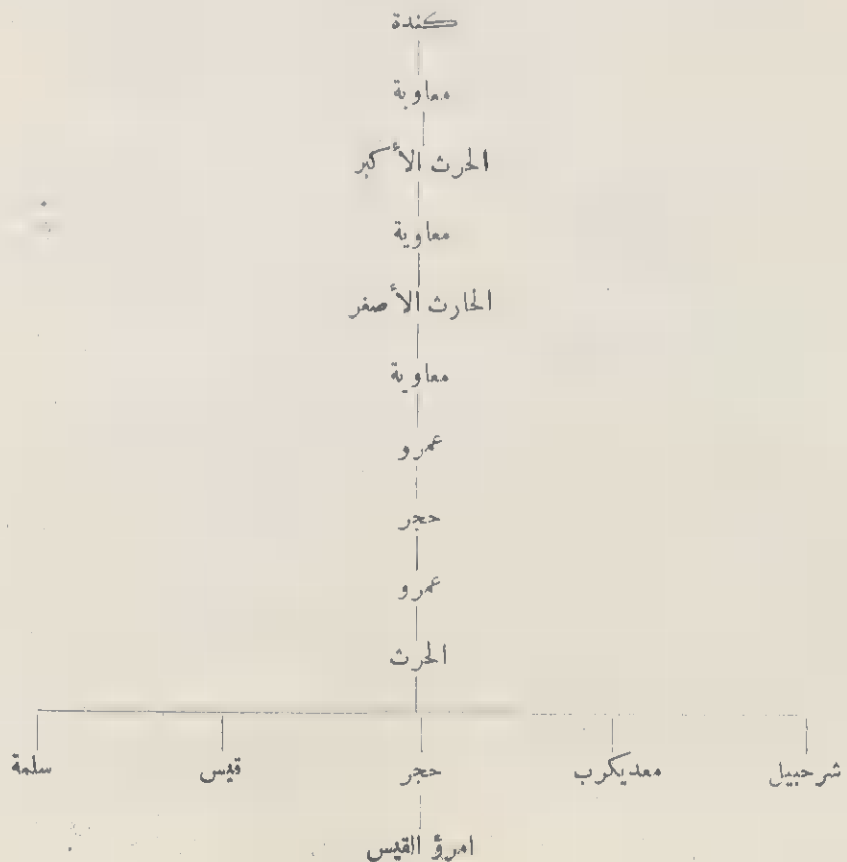 كندة
معاوية
الحرث الأكبر
معاوية
الحارث الأصغر
معاوية
عمرو
حجر
عمرو
الحرث
شرحبيل معديكرب حجر قيس سلمة
امرؤ القيس